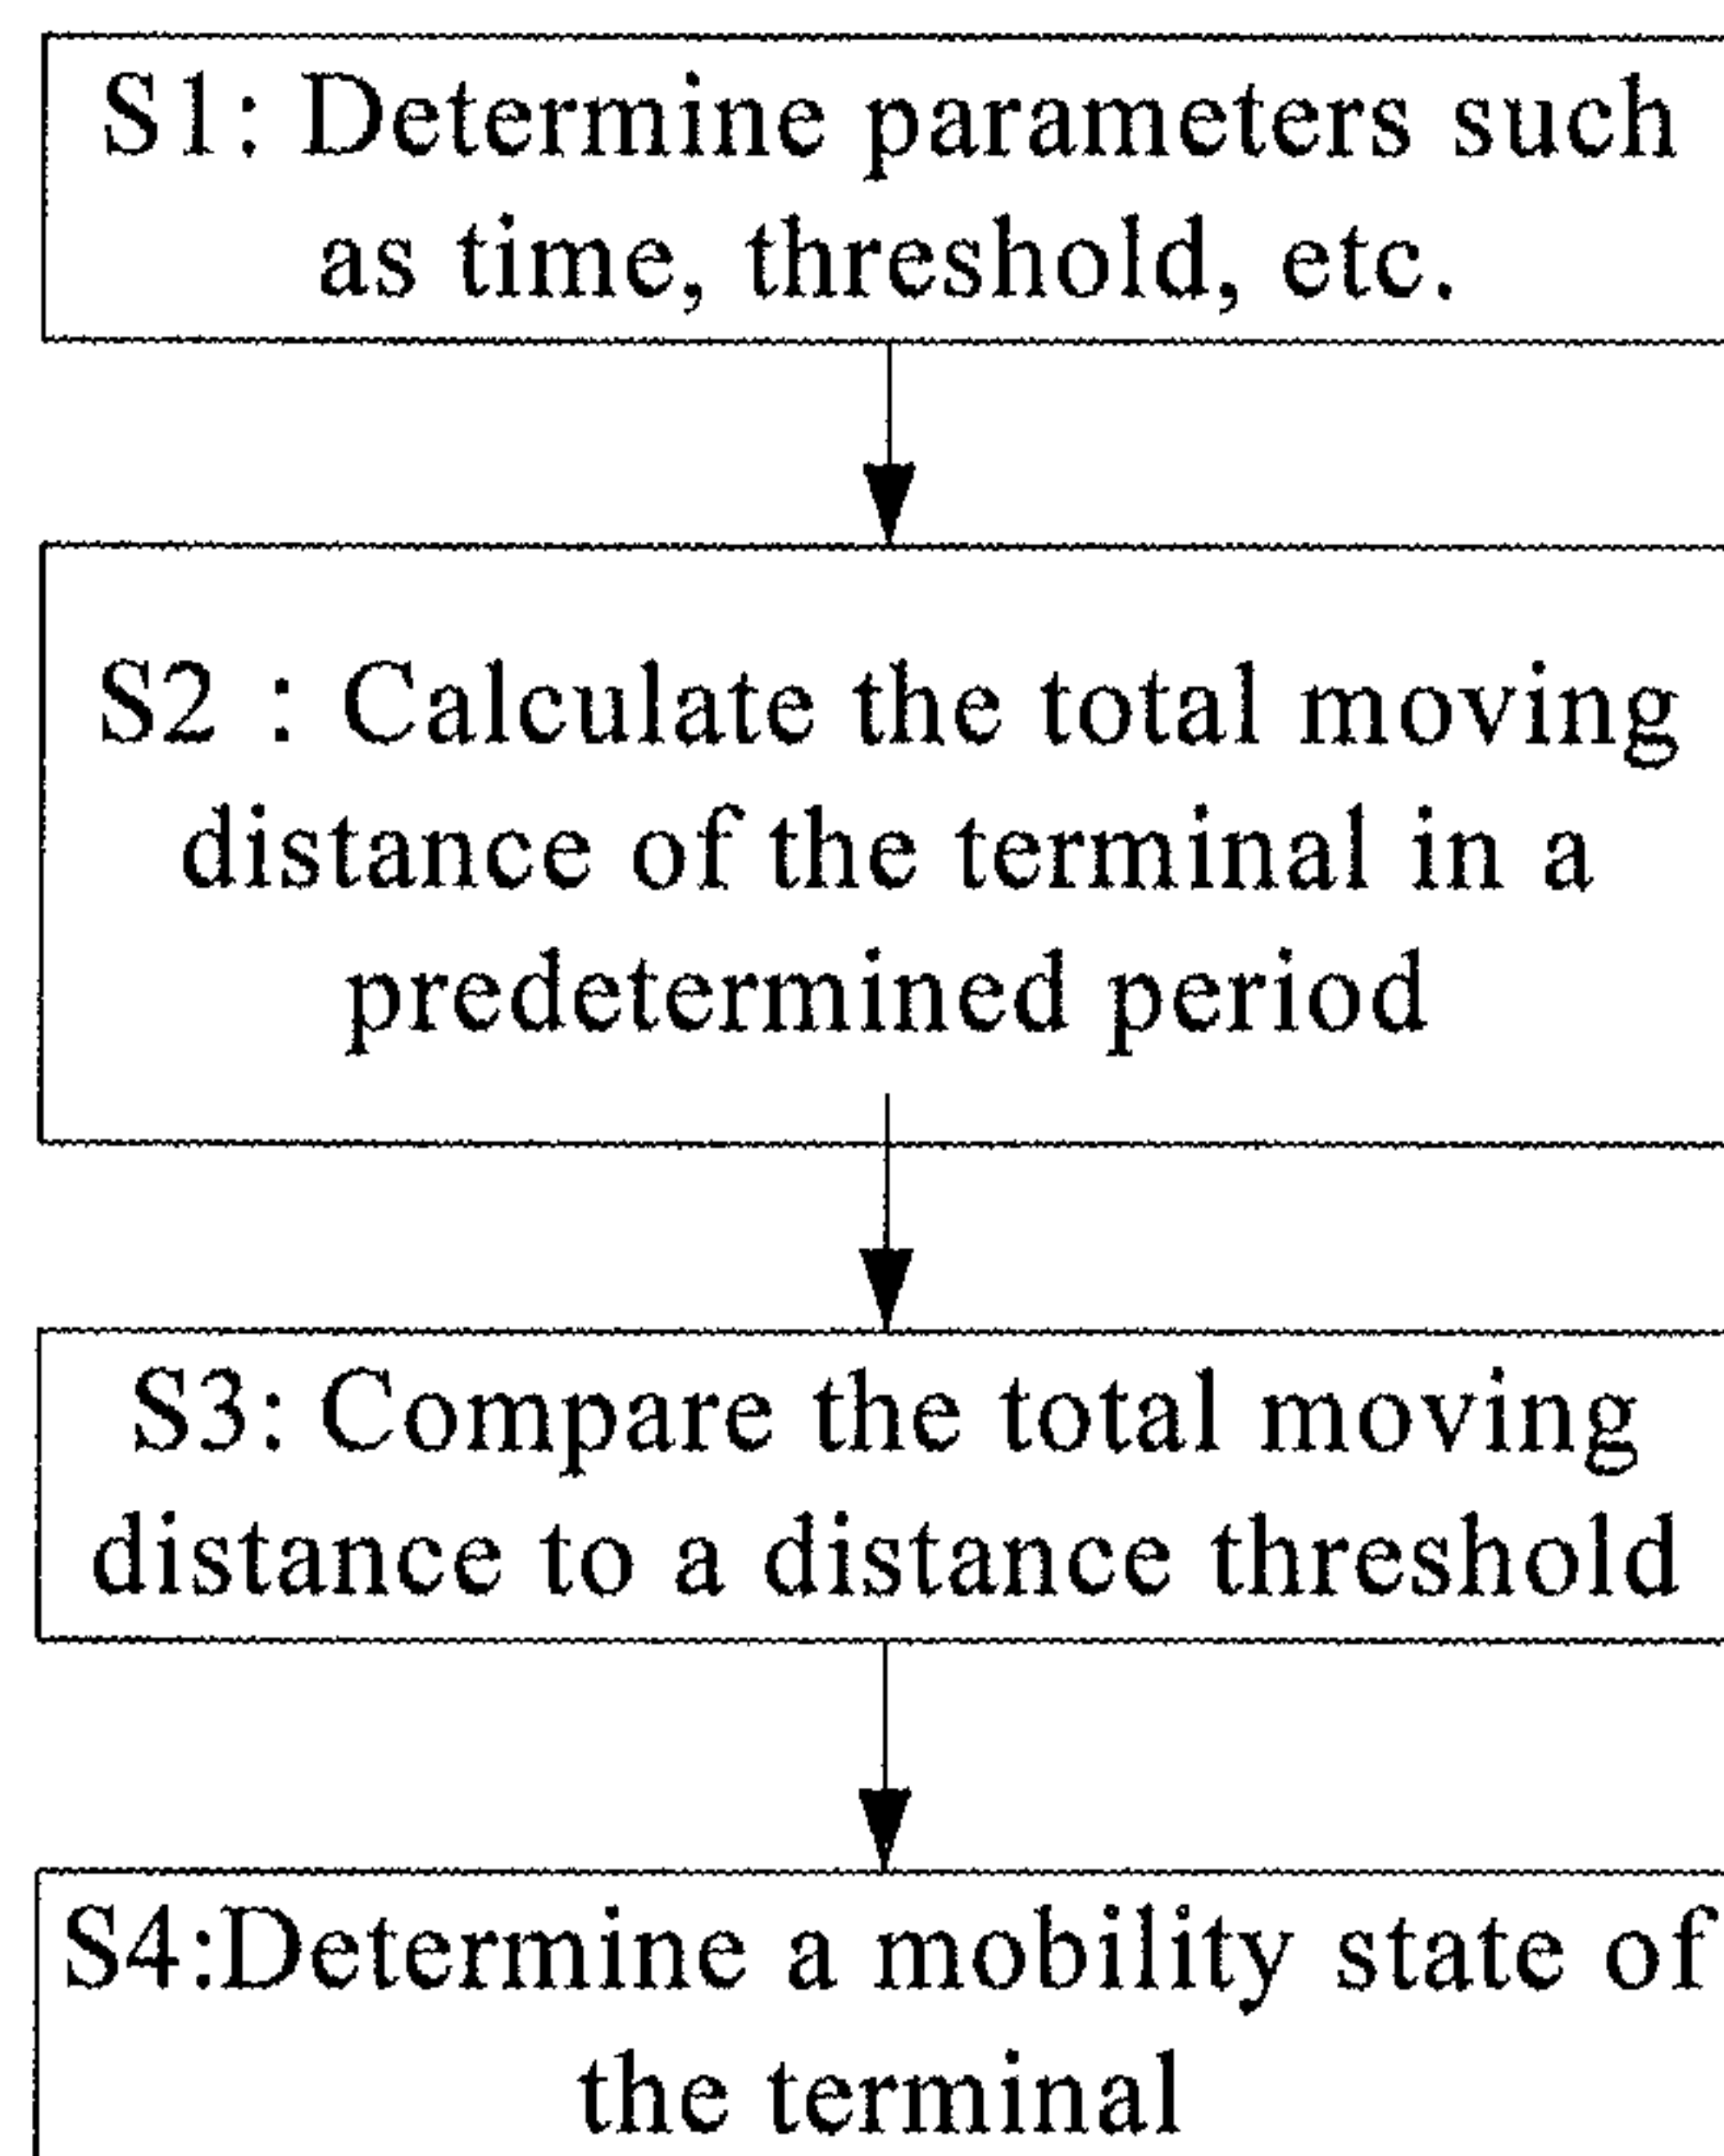 S1: Determine parameters such
as time, threshold, etc.
S2 : Calculate the total moving
distance of the terminal in a
predetermined period
S3: Compare the total moving
distance to a distance threshold
S4:Determine a mobility state of
the terminal